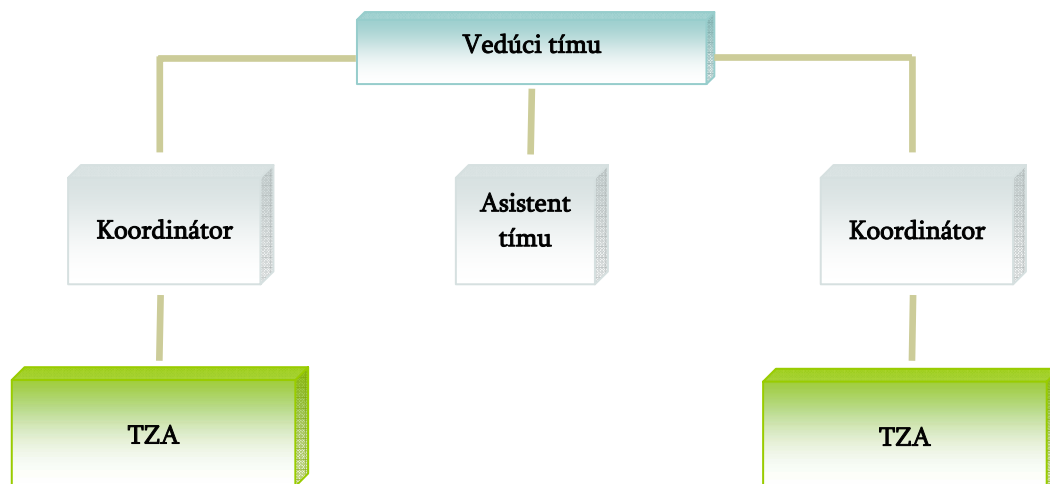 Vedúci tímu
Koordinátor
Asistent
tímu
Koordinátor
TZA
TZA